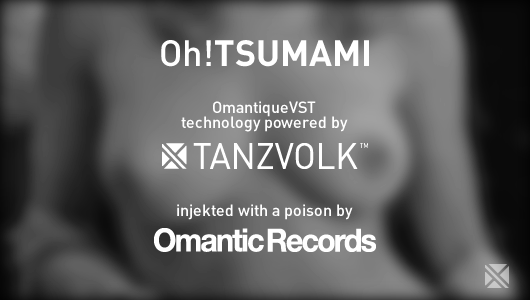 Oh!TSUMAMI
OmantiqueVST
technology powered by
TANZVOLK™
injekted with a poison by
Omantic Records